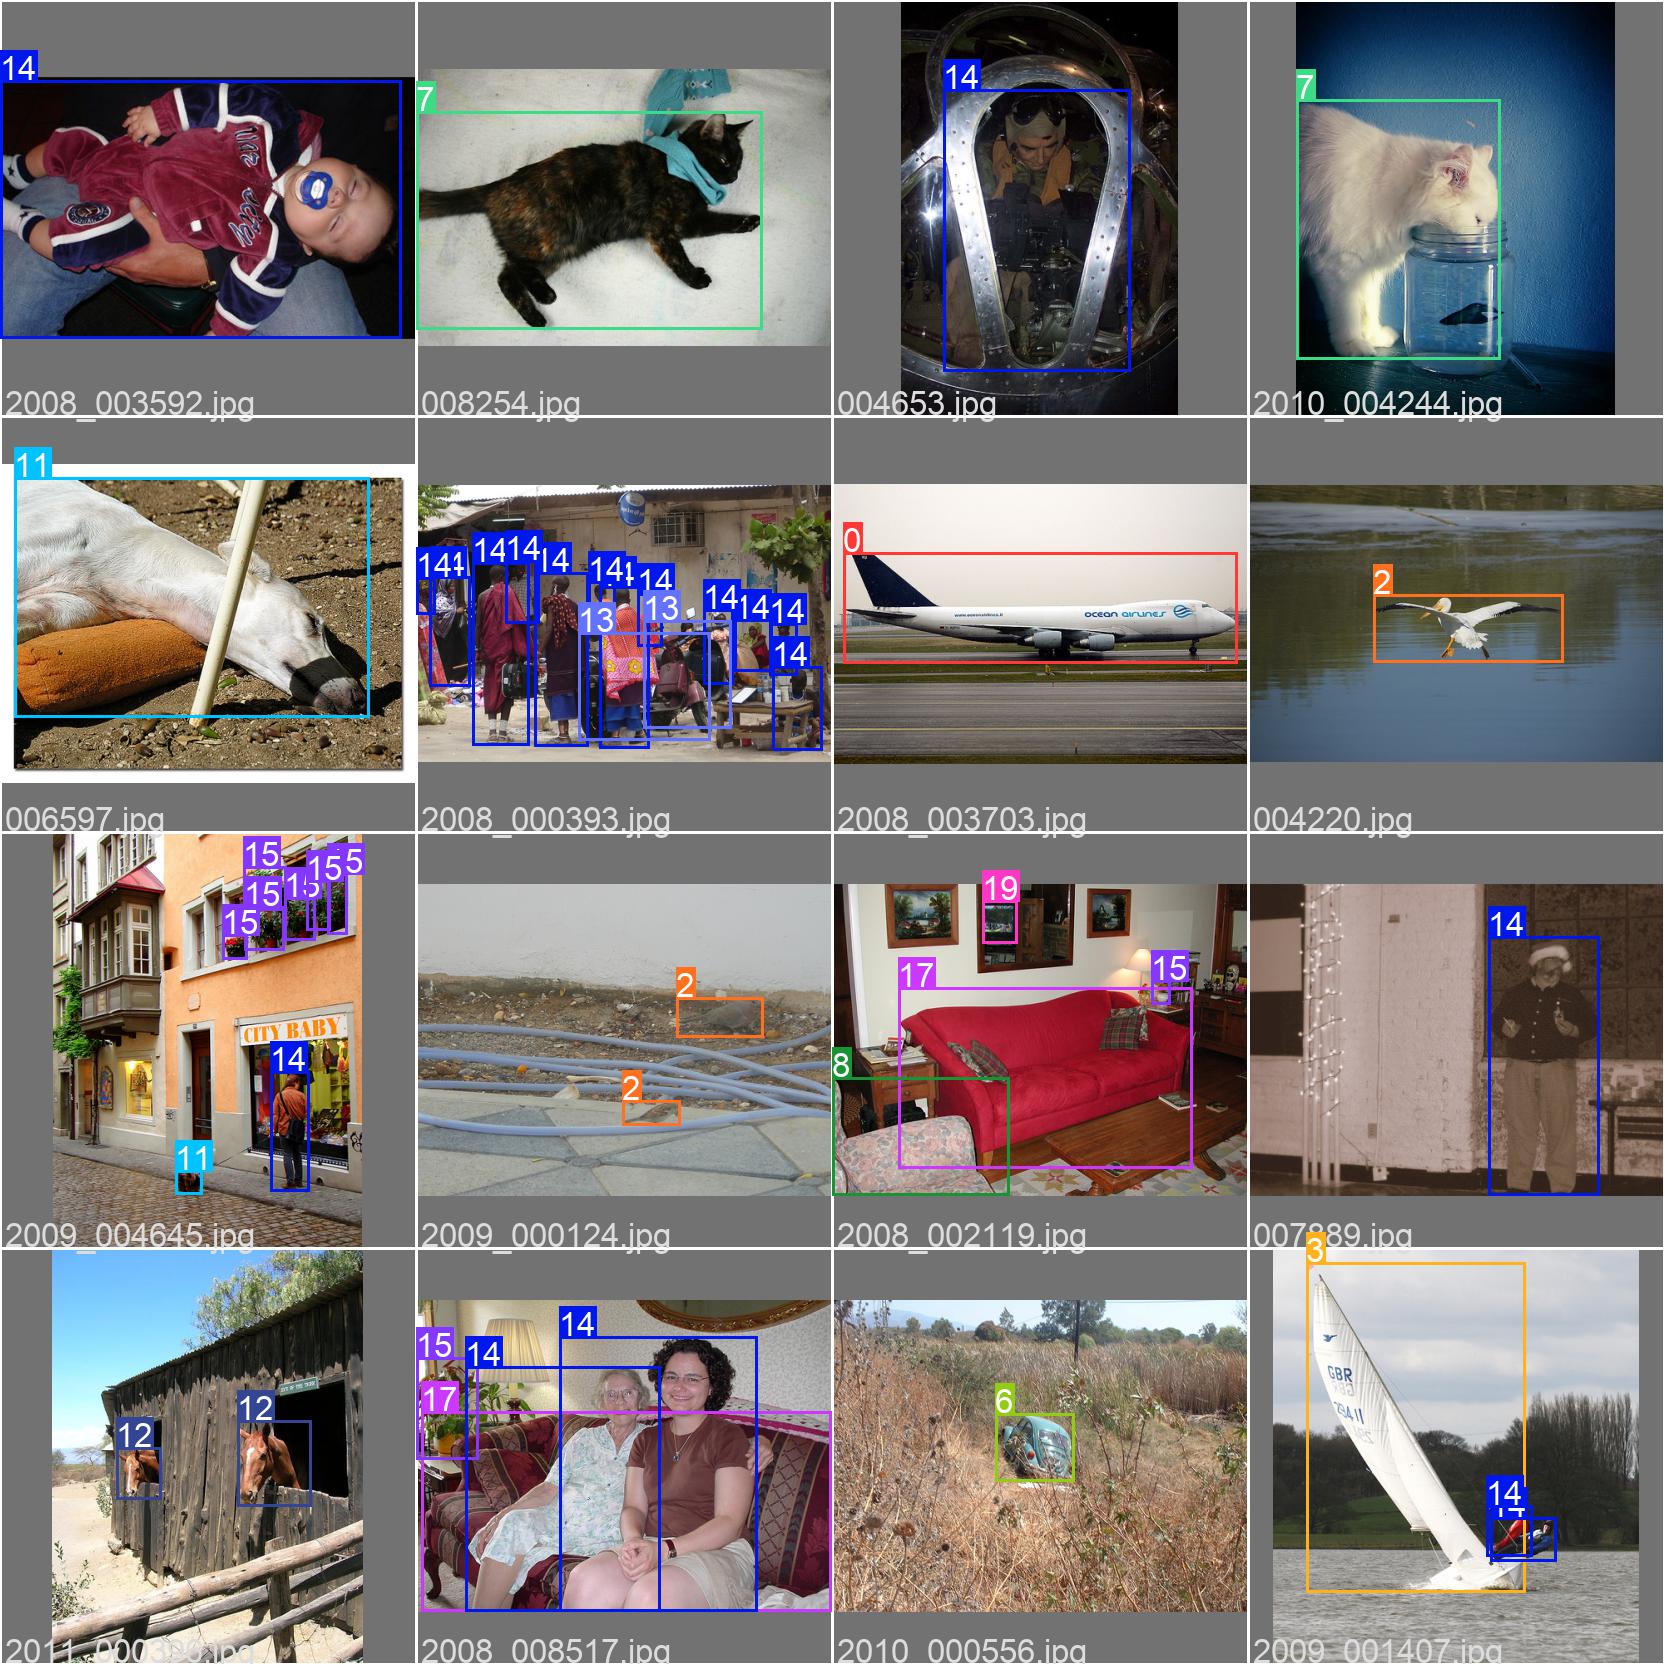 14
7
14
7
2008_003592.jpg
008254.jpg
004653.jpg
2010_004244.jpg
11
14
14
14
14
14
14
14
14
14
14
13
13
14
0
www.oceanairlines.it
OCEAN AIRLINES
2
006597.jpg
2008_000393.jpg
2008_003703.jpg
004220.jpg
15
15
15
15
15
15
CITY BABY
14
11
2
2
19
17
15
8
14
2009_004645.jpg
2009_000124.jpg
2008_002119.jpg
007889.jpg
12
12
15
14
14
17
6
3
GBR
14
14
2008_008517.jpg
2010_000556.jpg
2009_001407.jpg